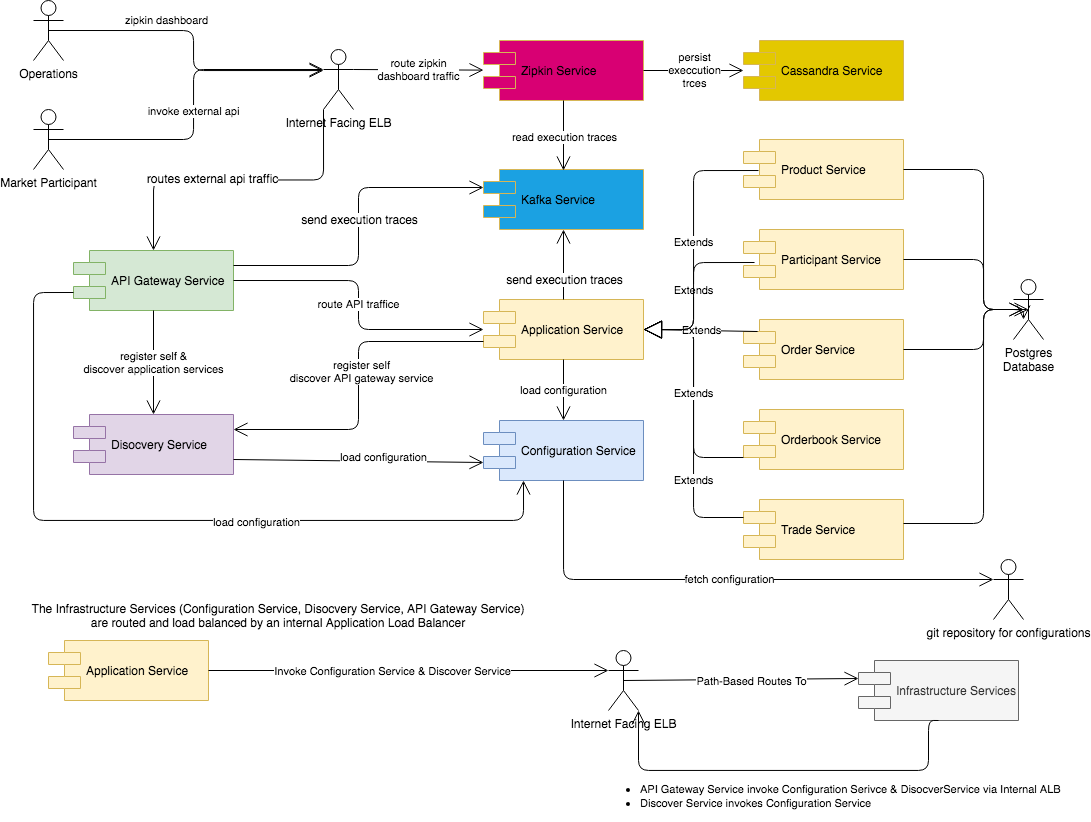 zipkin dashboard
Operations
invoke external api
Market Participant
Internet Facing ELB
route zipkin
dashboard traffic
Zipkin Service
persist
execution
trces
Cassandra Service
read execution traces
routes external api traffic
send execution traces
Kafka Service
send execution traces
API Gateway Service
route API traffice
Application Service
register self &
discover application services
register self
discover API gateway service
load configuration
Disocvery Service
load configuration
Configuration Service
load configuration
Product Service
Extends
Participant Service
Extends
Extends
Order Service
Extends
Orderbook Service
Extends
Trade Service
Postgres
Database
fetch configuration
git repository for configurations
The Infrastructure Services (Configuration Service, Disocvery Service, API Gateway Service)
are routed and load balanced by an internal Application Load Balancer
Application Service
Invoke Configuration Service & Discover Service
Internet Facing ELB
Path-Based Routes To
Infrastructure Services
• API Gateway Service invoke Configuration Serivce & DisocverService via Internal ALB
• Discover Service invokes Configuration Service